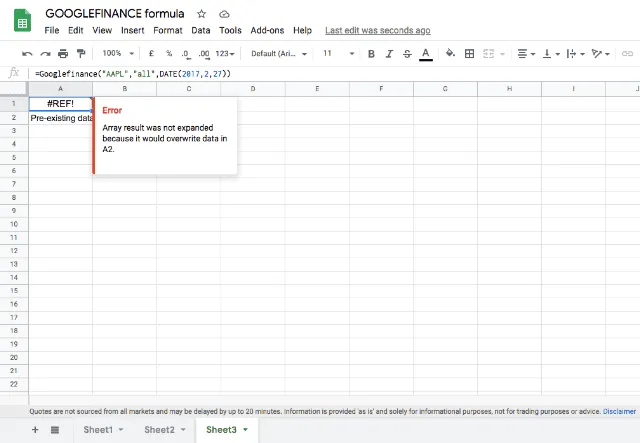 GOOGLEFINANCE formula
File Edit View Insert Format Data Tools Add-ons Help Last edit was seconds ago
100% £ % .0 .00 123 Default (Ari... 11 B I S A
fx =Googlefinance("AAPL","all",DATE(2017,2,27))
A B C D E F G H I J
1 #REF!
Error
2 Pre-existing data
Array result was not expanded
because it would overwrite data in
A2.
3
4
5
6
7
8
9
10
11
12
13
14
15
16
17
18
19
20
21
22
Quotes are not sourced from all markets and may be delayed by up to 20 minutes. Information is provided 'as is' and solely for informational purposes, not for trading purposes or advice. Disclaimer
+ Sheet1 Sheet2 Sheet3